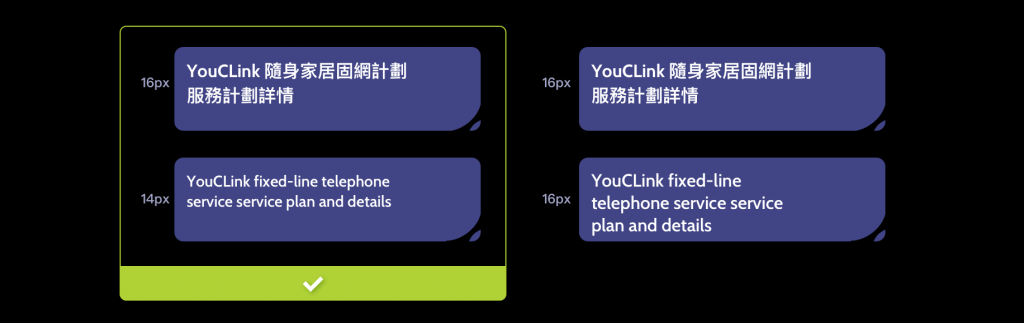 16px
YouCLink 隨身家居固網計劃
服務計劃詳情
14px
YouCLink fixed-line telephone
service service plan and details
16px
YouCLink 隨身家居固網計劃
服務計劃詳情
16px
YouCLink fixed-line
telephone service service
plan and details